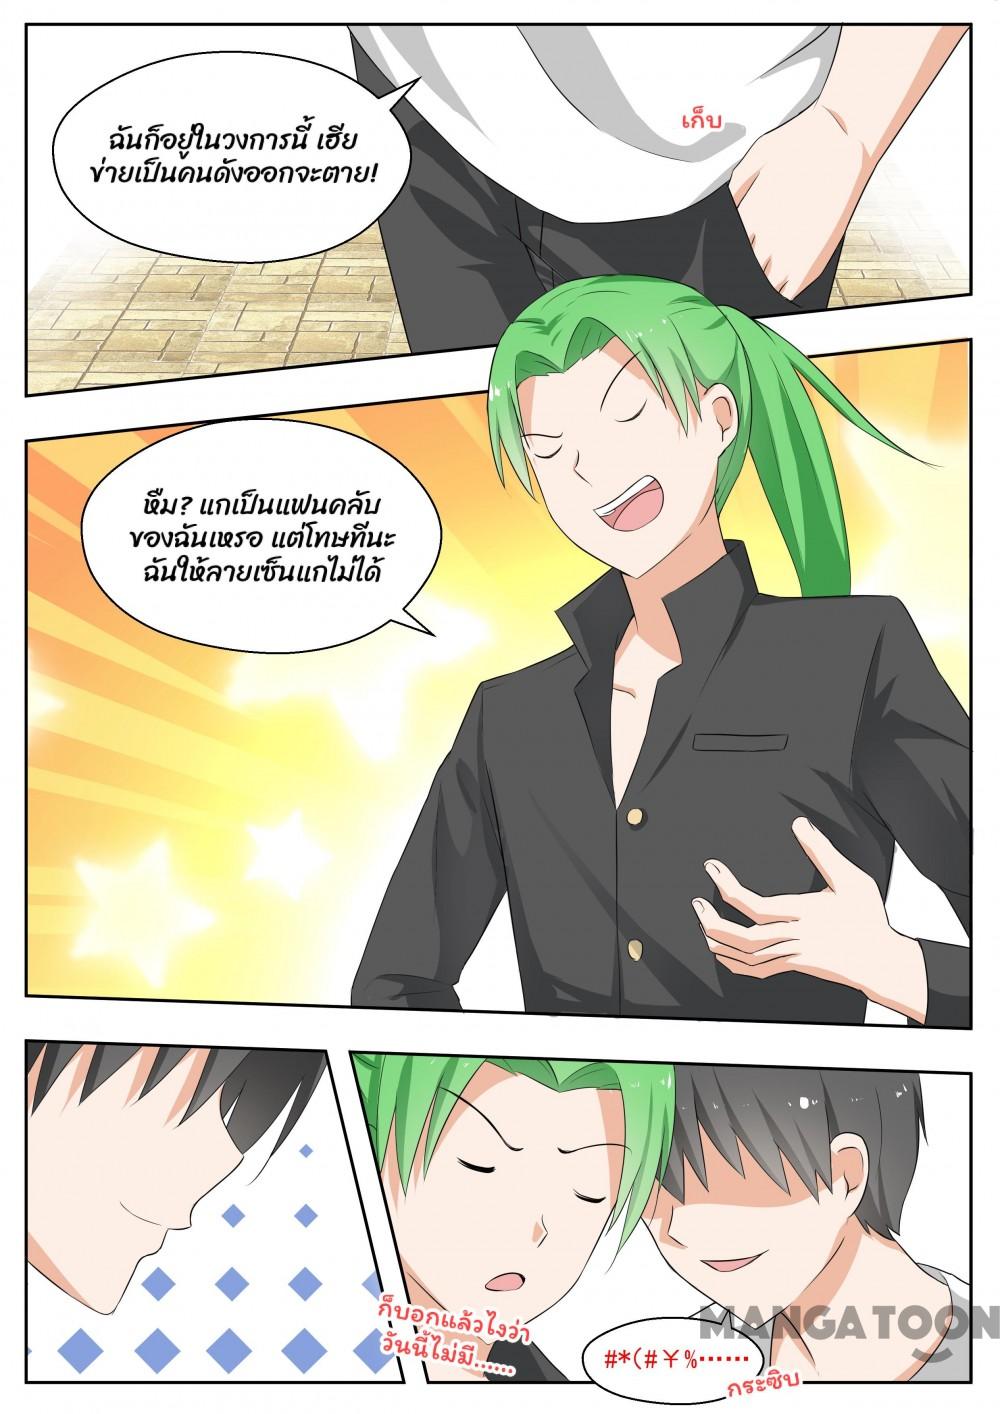 เก็บ
ฉันก็อยู่ในวงการนี้ เฮีย
ข่ายเป็นคนดังออกจะตาย!
หืม? แกเป็นแฟนคลับ
ของฉันเหรอ แต่โทษทีนะ
ฉันให้ลายเซ็นแกไม่ได้
ก็บอกแล้วไงว่า
วันนี้ไม่มี......
#*(#￥%······
กระซิบ
MANGATOON